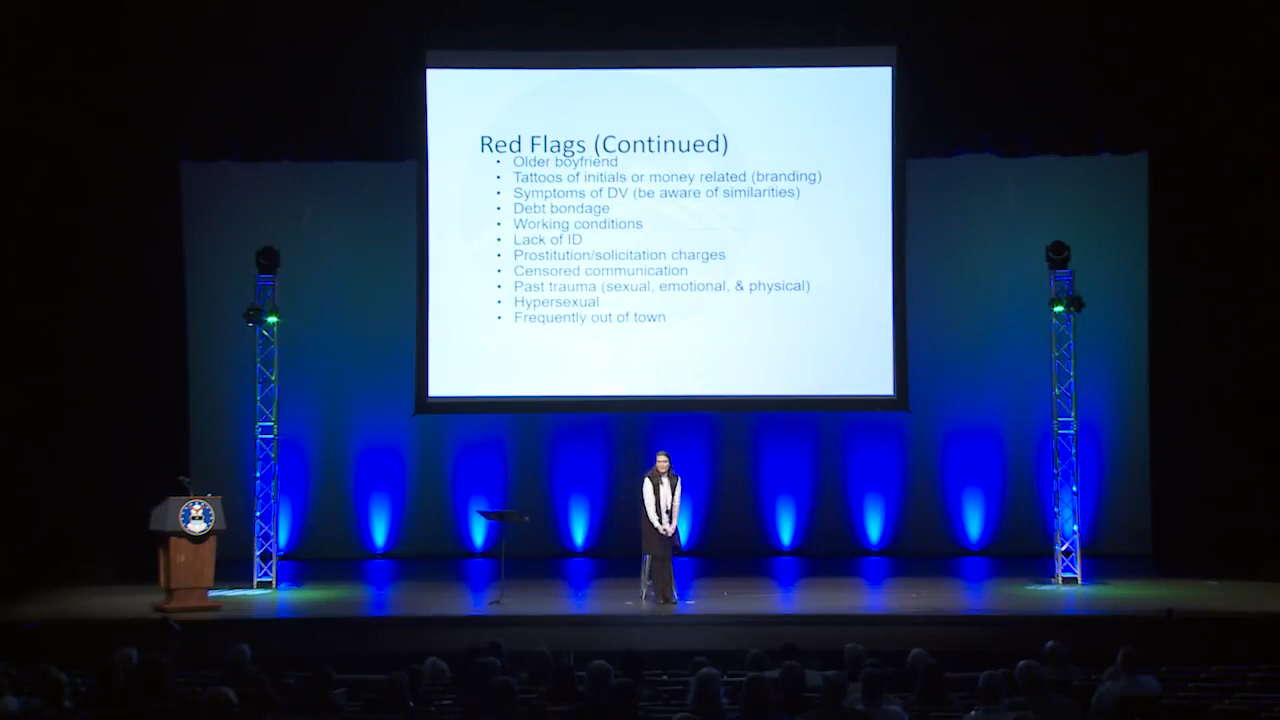 Red Flags (Continued)
• Older boyfriend
• Tattoos of initials or money related (branding)
• Symptoms of DV (be aware of similarities)
• Debt bondage
• Working conditions
• Lack of ID
• Prostitution/solicitation charges
• Censored communication
• Past trauma (sexual, emotional, & physical)
• Hypersexual
• Frequently out of town